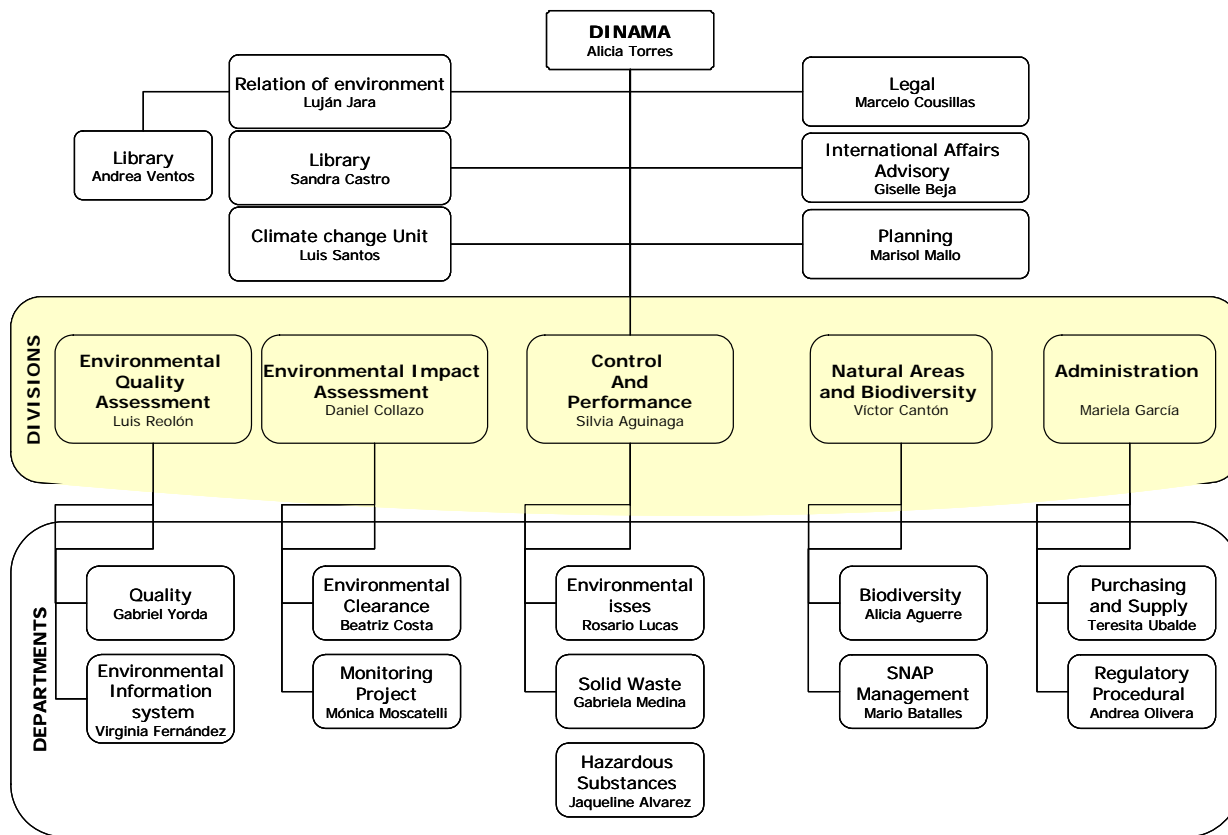 DINAMA
Alicia Torres
Relation of environment
Luján Jara
Legal
Marcelo Cousillas
Library
Andrea Ventos
Library
Sandra Castro
International Affairs
Advisory
Giselle Beja
Climate change Unit
Luis Santos
Planning
Marisol Mallo
DIVISIONS
Environmental
Quality
Assessment
Luis Reolón
Environmental Impact
Assessment
Daniel Collazo
Control
And
Performance
Silvia Aguinaga
Natural Areas
and Biodiversity
Víctor Cantón
Administration
Mariela García
DEPARTMENTS
Quality
Gabriel Yorda
Environmental
Clearance
Beatriz Costa
Environmental
isses
Rosario Lucas
Biodiversity
Alicia Aguerre
Purchasing
and Supply
Teresita Ubalde
Environmental
Information
system
Virginia Fernández
Monitoring
Project
Mónica Moscatelli
Solid Waste
Gabriela Medina
SNAP
Management
Mario Batalles
Regulatory
Procedural
Andrea Olivera
Hazardous
Substances
Jaqueline Alvarez